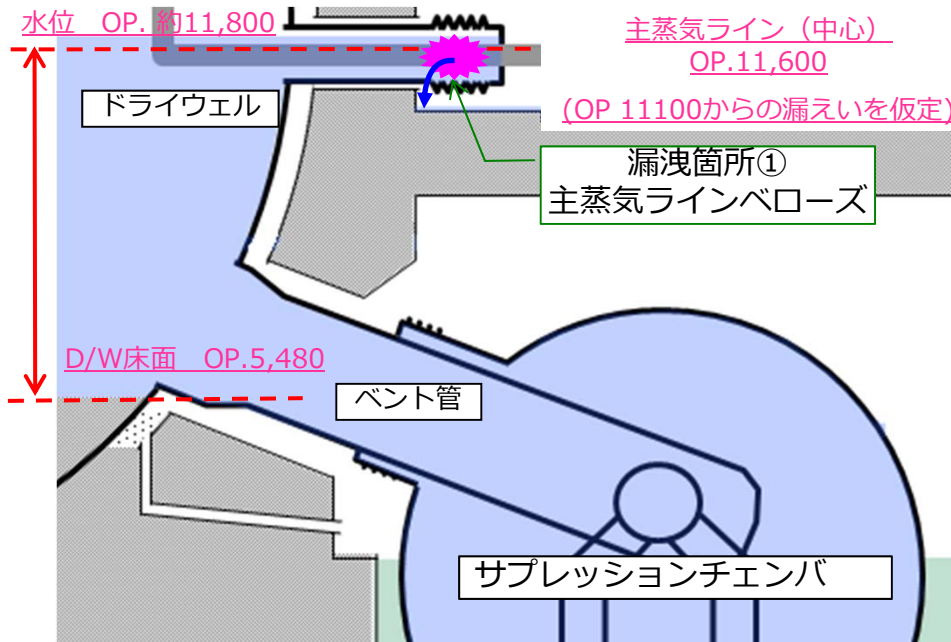 水位　OP. 約11,800
主蒸気ライン（中心）
OP.11,600
(OP 11100からの漏えいを仮定)
ドライウェル
漏洩箇所①
主蒸気ラインベローズ
D/W床面　OP.5,480
ベント管
サプレッションチェンバ